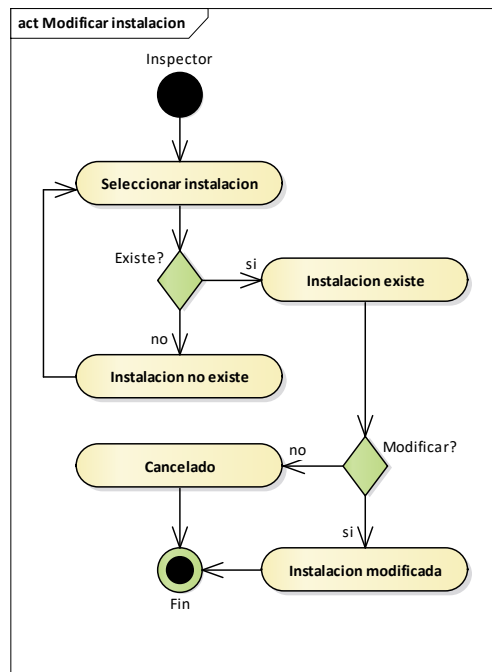 act Modificar instalacion
Inspector
Seleccionar instalacion
Existe?
si
Instalacion existe
no
Instalacion no existe
Modificar?
no
Cancelado
si
Instalacion modificada
Fin